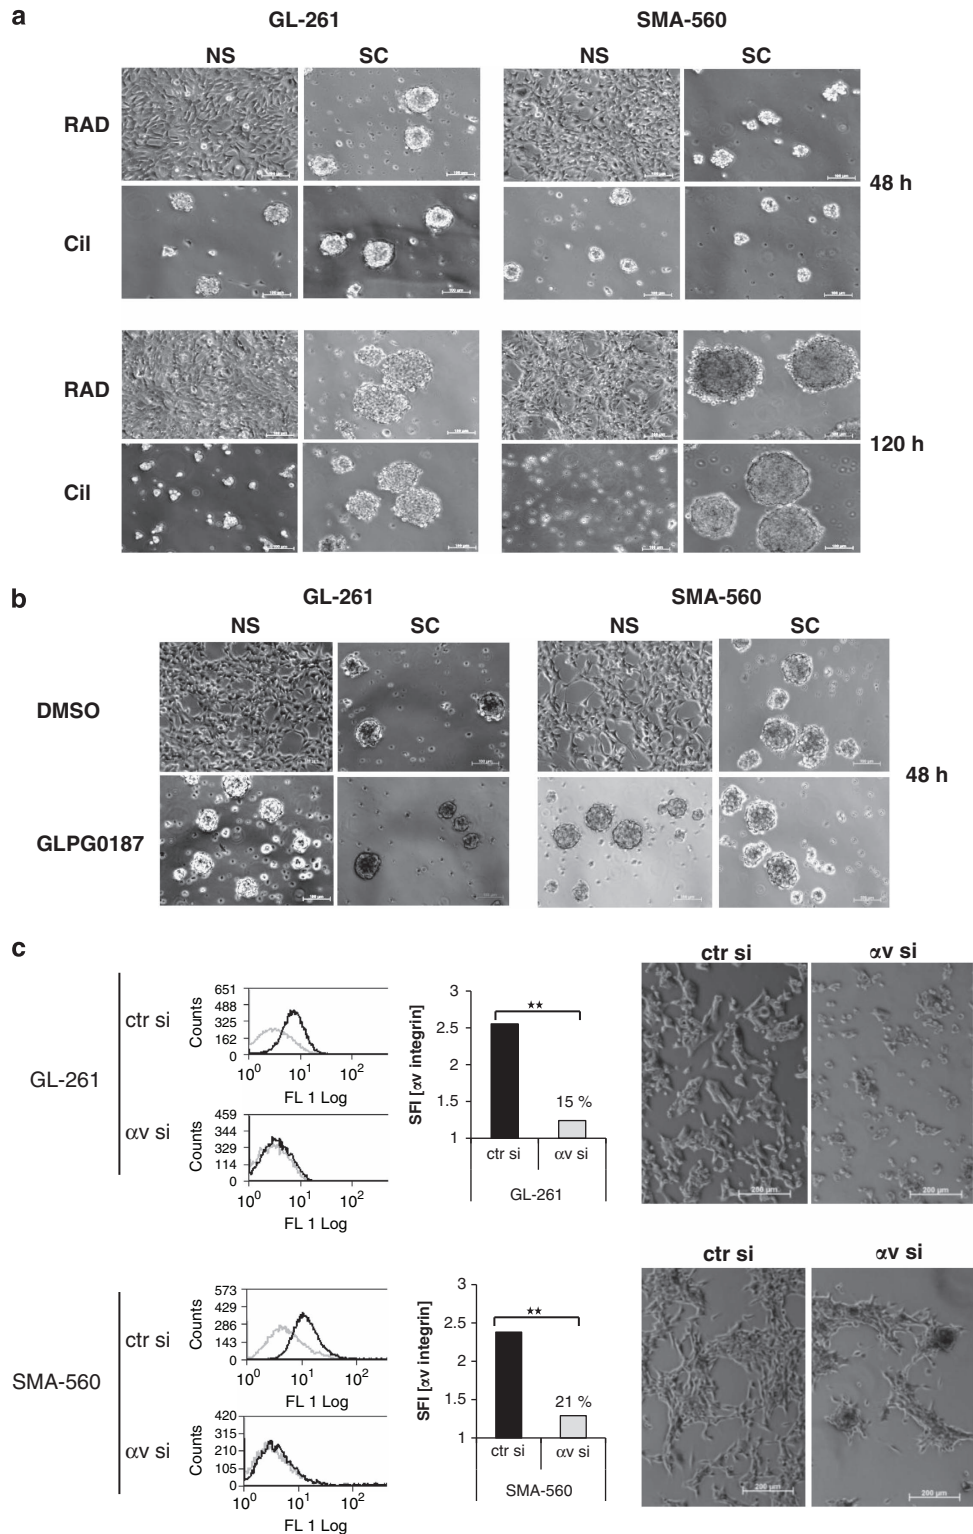 a
GL-261 SMA-560
NS SC NS SC
RAD
48 h
Cil
RAD
120 h
Cil
b
GL-261 SMA-560
NS SC NS SC
DMSO
48 h
GLPG0187
c
GL-261
ctr si
Counts
651
488
325
162
0
10⁰ 10¹ 10²
FL 1 Log
αv si
Counts
459
344
329
114
0
10⁰ 10¹ 10²
FL 1 Log
SFI [αv integrin]
3
2.5
2
1.5
1
★★
15 %
ctr si αv si
GL-261
ctr si αv si
200 µm
200 µm
SMA-560
ctr si
Counts
573
429
286
143
0
10⁰ 10¹ 10²
FL 1 Log
αv si
Counts
420
315
210
105
0
10⁰ 10¹ 10²
FL 1 Log
SFI [αv integrin]
3
2.5
2
1.5
1
★★
21 %
ctr si αv si
SMA-560
ctr si αv si
200 µm
200 µm